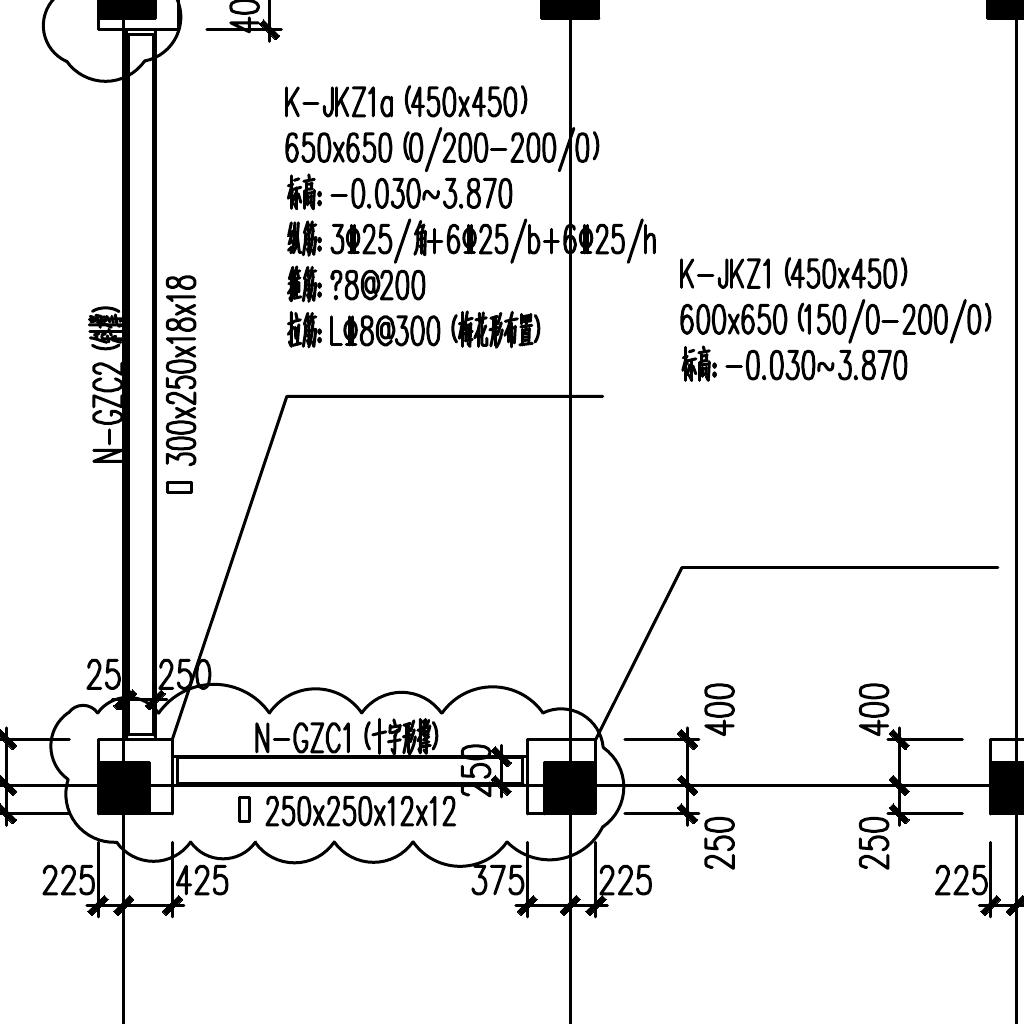 40
K-JKZ1a (450x450)
650x650 (0/200-200/0)
标高: -0.030~3.870
纵筋: 3Φ25/角+6Φ25/b+6Φ25/h
箍筋: ?8@200
拉筋: LΦ8@300 (梅花形布置)
K-JKZ1 (450x450)
600x650 (150/0-200/0)
标高: -0.030~3.870
N-GZC2 (斜撑)
□ 300x250x18x18
25
250
N-GZC1 (十字形撑)
250
□ 250x250x12x12
400
250
400
250
225
425
375
225
225